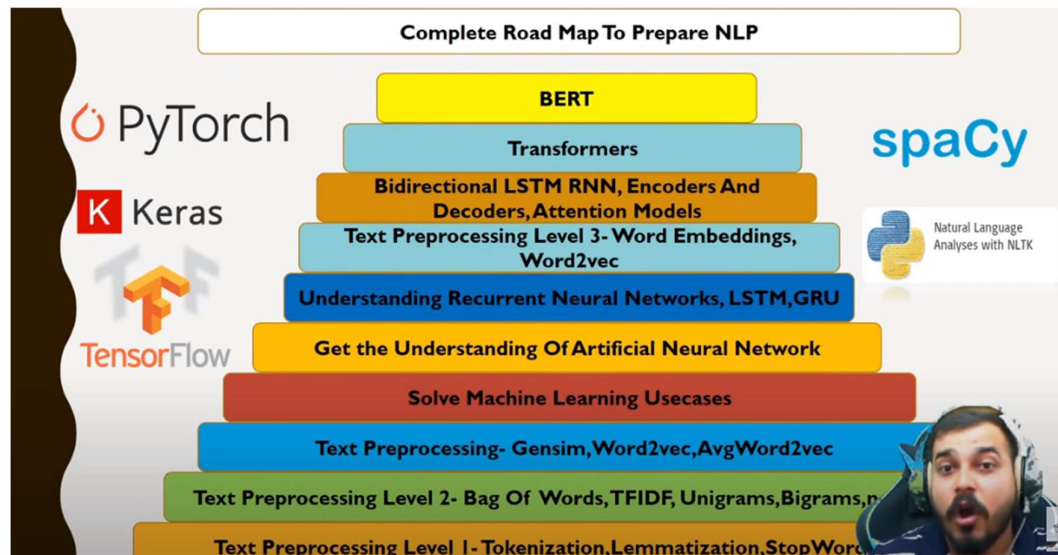 Complete Road Map To Prepare NLP
BERT
PyTorch
Transformers
spaCy
Bidirectional LSTM RNN, Encoders And
Decoders, Attention Models
K Keras
Text Preprocessing Level 3- Word Embeddings,
Word2vec
Natural Language
Analyses with NLTK
Understanding Recurrent Neural Networks, LSTM,GRU
TensorFlow
Get the Understanding Of Artificial Neural Network
Solve Machine Learning Usecases
Text Preprocessing- Gensim,Word2vec,AvgWord2vec
Text Preprocessing Level 2- Bag Of Words,TFIDF, Unigrams,Bigrams,
Text Preprocessing Level 1- Tokenization,Lemmatization,